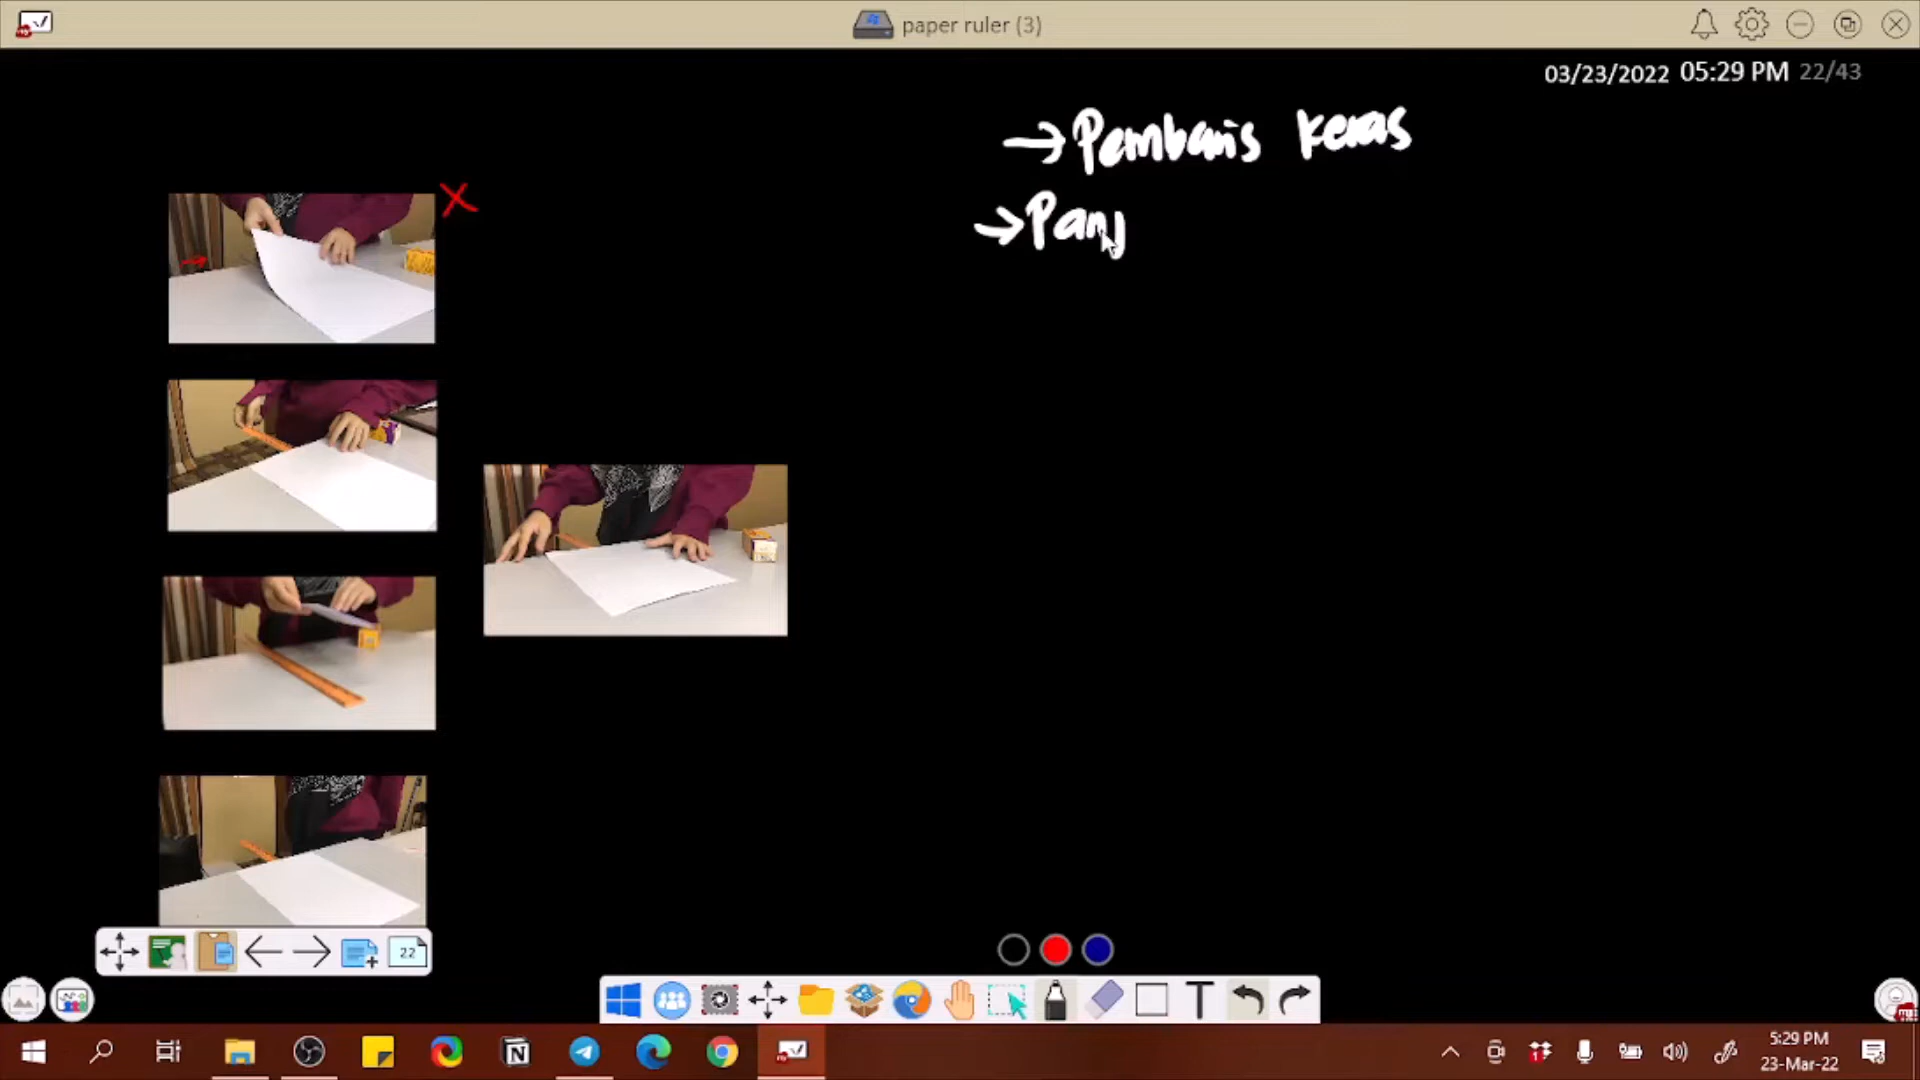 paper ruler (3)
03/23/2022 05:29 PM 22/43
→ Pembaris keras
→ Panj
22
5:29 PM
23-Mar-22